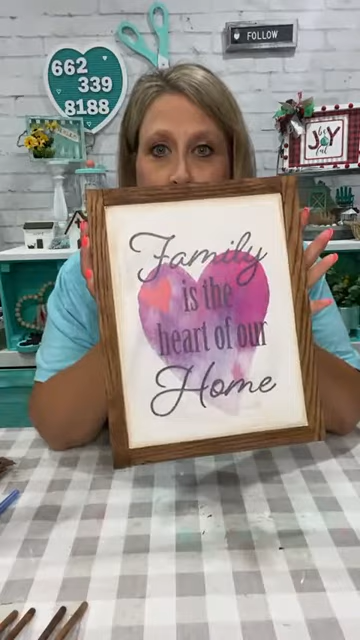 662
339
8188
FOLLOW
JOY
Family
is the
heart of our
Home